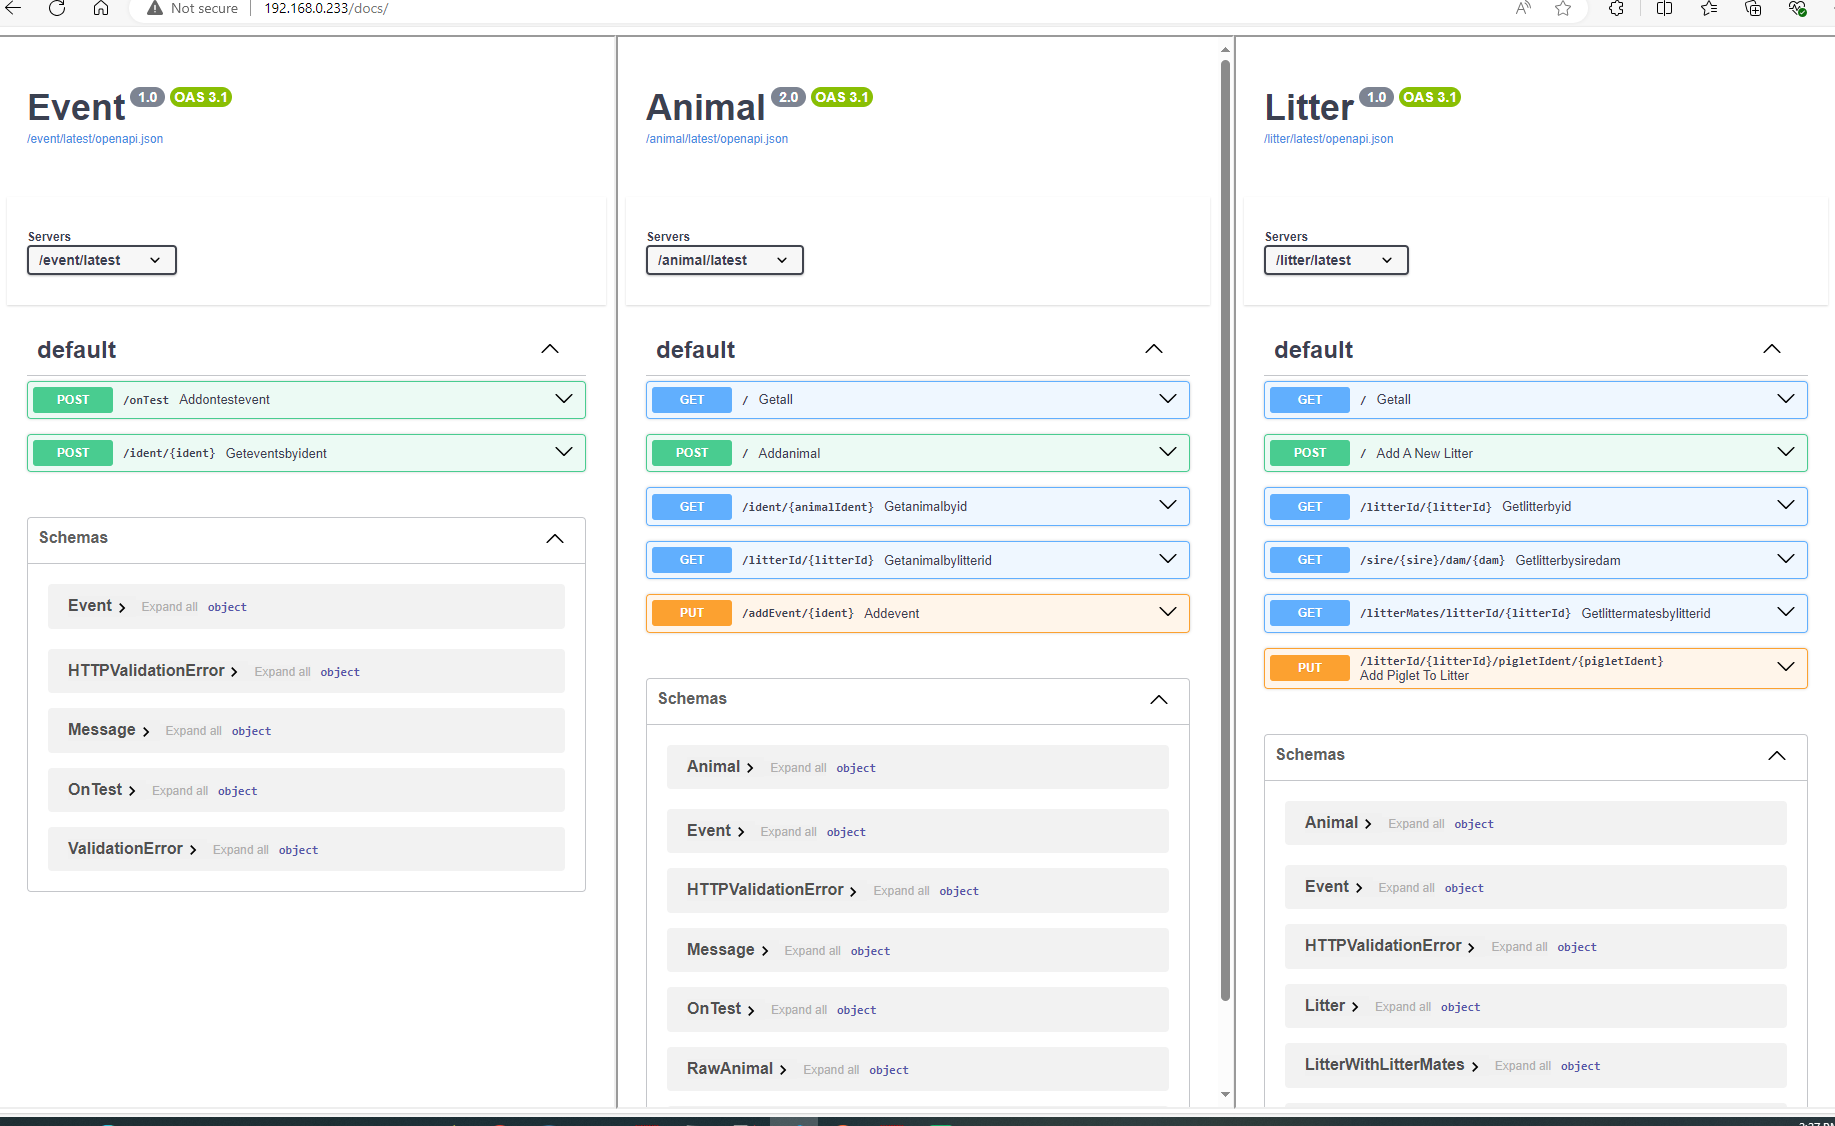 Not secure
192.168.0.233/docs/
Event 1.0 OAS 3.1
/event/latest/openapi.json
Servers
/event/latest
default
POST /onTest Addontestevent
POST /ident/{ident} Geteventsbyident
Schemas
Event Expand all object
HTTPValidationError Expand all object
Message Expand all object
OnTest Expand all object
ValidationError Expand all object
Animal 2.0 OAS 3.1
/animal/latest/openapi.json
Servers
/animal/latest
default
GET / Getall
POST / Addanimal
GET /ident/{animalIdent} Getanimalbyid
GET /litterId/{litterId} Getanimalbylitterid
PUT /addEvent/{ident} Addevent
Schemas
Animal Expand all object
Event Expand all object
HTTPValidationError Expand all object
Message Expand all object
OnTest Expand all object
RawAnimal Expand all object
Litter 1.0 OAS 3.1
/litter/latest/openapi.json
Servers
/litter/latest
default
GET / Getall
POST / Add A New Litter
GET /litterId/{litterId} Getlitterbyid
GET /sire/{sire}/dam/{dam} Getlitterbysiredam
GET /litterMates/litterId/{litterId} Getlittermatesbylitterid
PUT /litterId/{litterId}/pigletIdent/{pigletIdent}
Add Piglet To Litter
Schemas
Animal Expand all object
Event Expand all object
HTTPValidationError Expand all object
Litter Expand all object
LitterWithLitterMates Expand all object